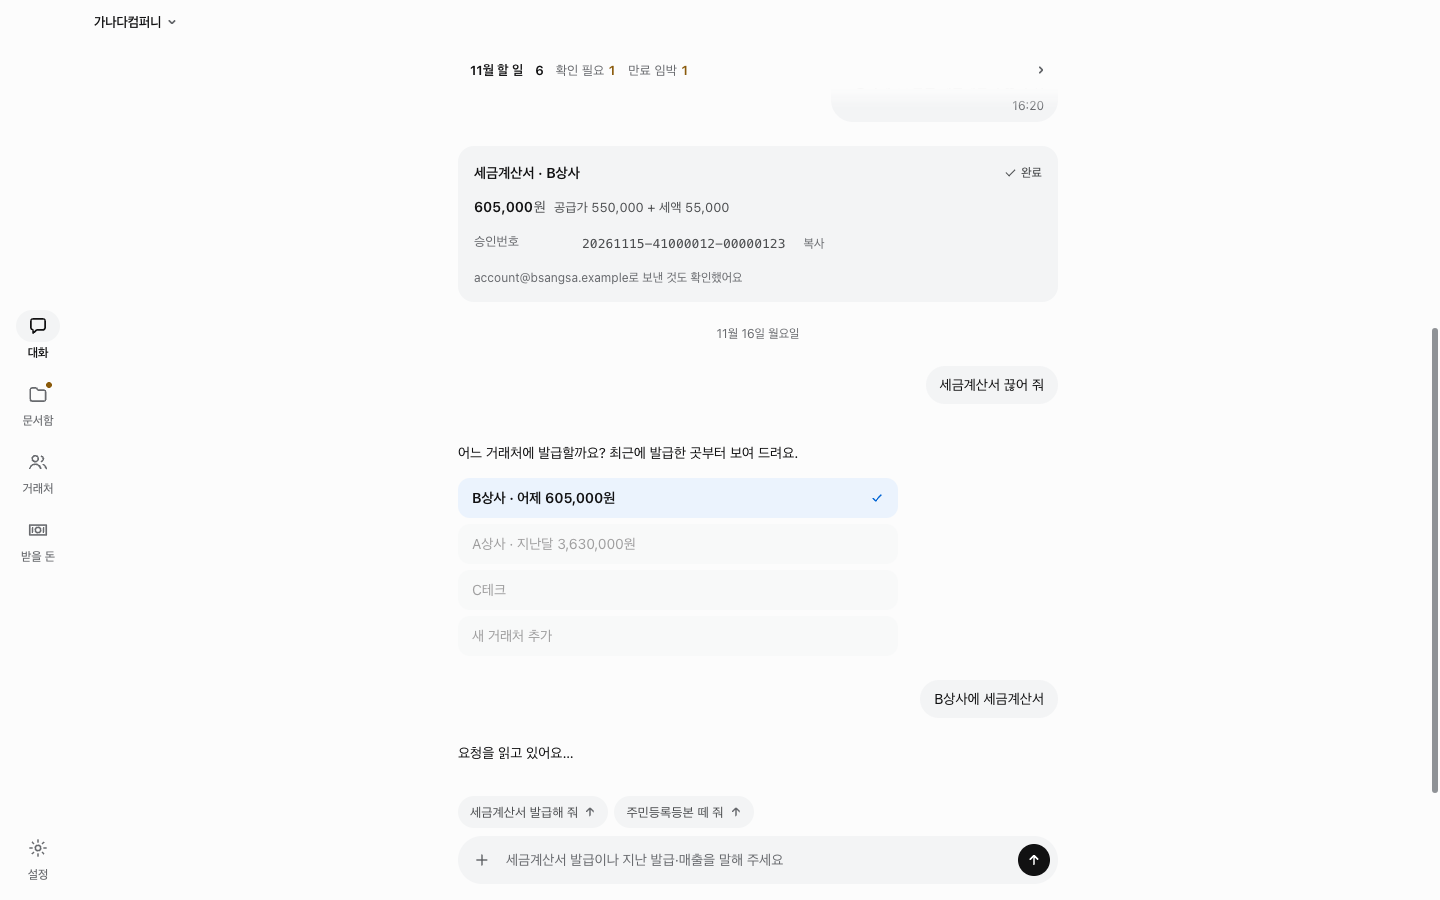 가나다컴퍼니
11월 할 일 6 확인 필요 1 만료 임박 1
16:20
세금계산서 · B상사 완료
605,000원 공급가 550,000 + 세액 55,000
승인번호 20261115-41000012-00000123 복사
account@bsangsa.example로 보낸 것도 확인했어요
11월 16일 월요일
세금계산서 끊어 줘
어느 거래처에 발급할까요? 최근에 발급한 곳부터 보여 드려요.
B상사 · 어제 605,000원
A상사 · 지난달 3,630,000원
C테크
새 거래처 추가
B상사에 세금계산서
요청을 읽고 있어요...
세금계산서 발급해 줘
주민등록등본 떼 줘
세금계산서 발급이나 지난 발급·매출을 말해 주세요
대화
문서함
거래처
받을 돈
설정